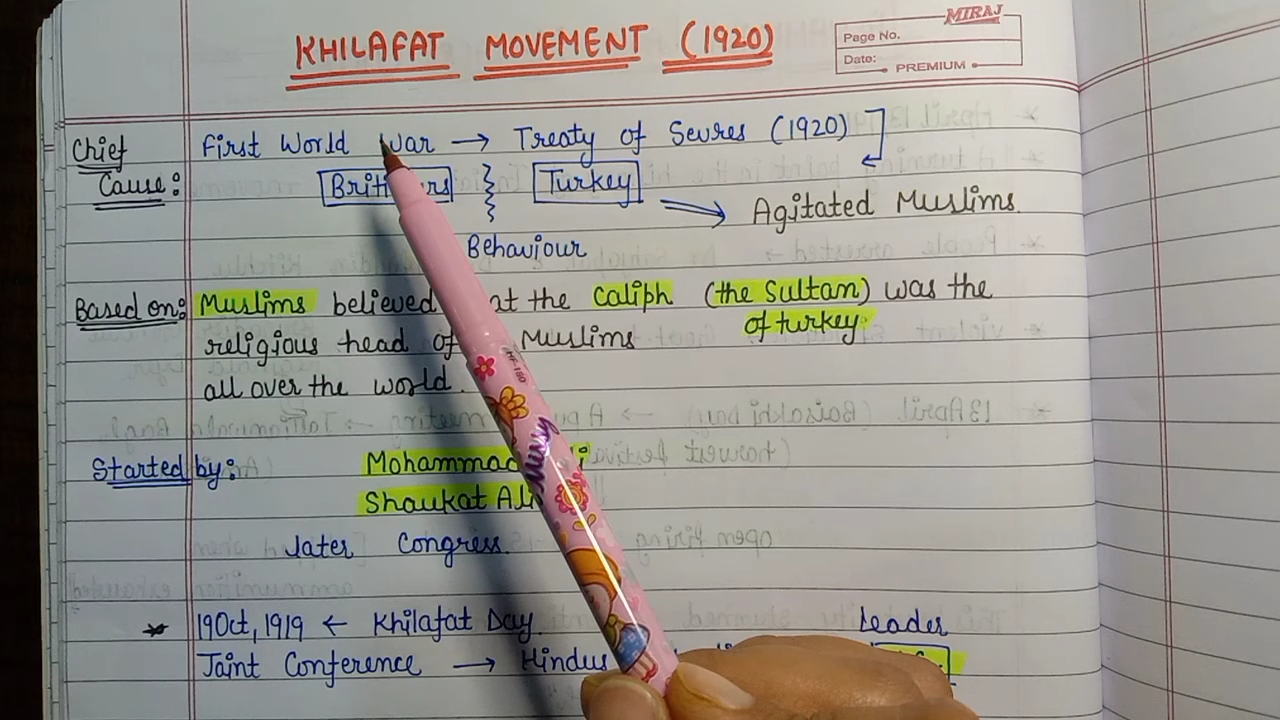 KHILAFAT MOVEMENT (1920)
MIRAJ
Page No.
Date:
PREMIUM
Chief Cause: First World War → Treaty of Sevres (1920)
Turkey
⇒ Agitated Muslims
Behaviour
Based on: Muslims believed the Caliph (the Sultan) was the
of turkey
religious head of Muslims
all over the world.
Started by: Mohammad
Shaukat Ali
later Congress.
19 Oct, 1919 ← Khilafat Day.
Leader
Joint Conference → Hindus